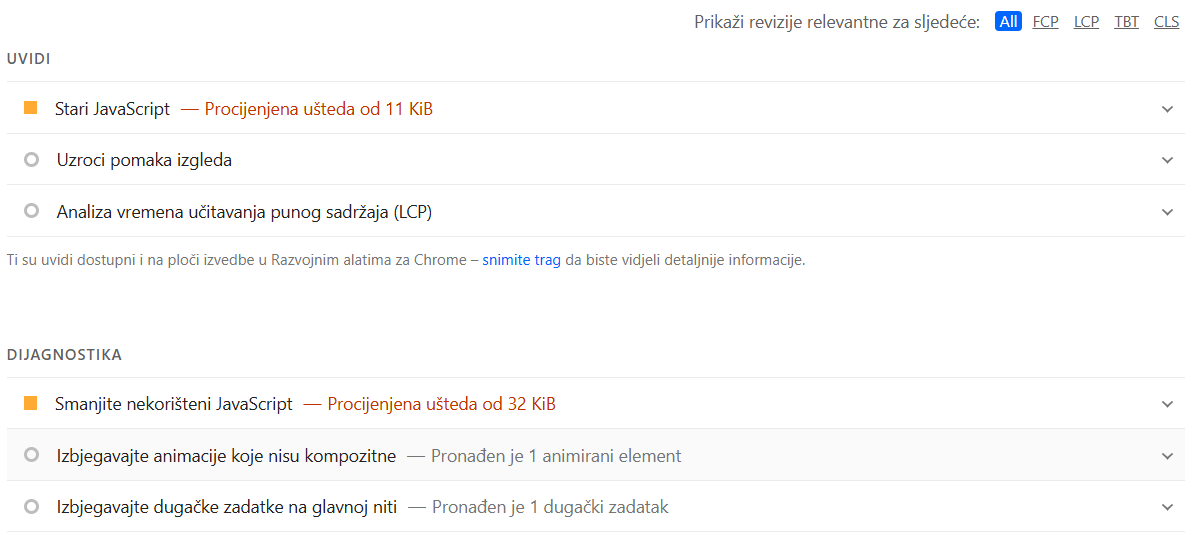 Prikaži revizije relevantne za sljedeće: All FCP LCP TBT CLS
UVIDI
Stari JavaScript — Procijenjena ušteda od 11 KiB
Uzroci pomaka izgleda
Analiza vremena učitavanja punog sadržaja (LCP)
Ti su uvidi dostupni i na ploči izvedbe u Razvojnim alatima za Chrome – snimite trag da biste vidjeli detaljnije informacije.
DIJAGNOSTIKA
Smanjite nekorišteni JavaScript — Procijenjena ušteda od 32 KiB
Izbjegavajte animacije koje nisu kompozitne — Pronađen je 1 animirani element
Izbjegavajte dugačke zadatke na glavnoj niti — Pronađen je 1 dugački zadatak